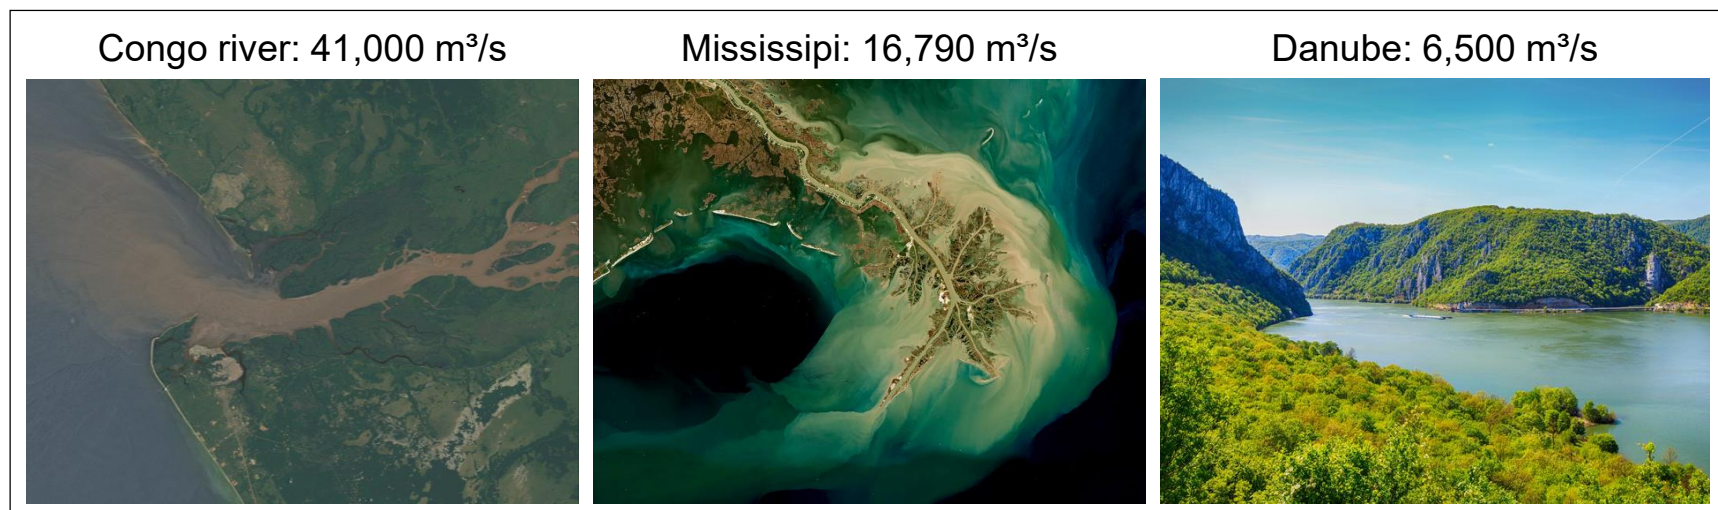 Congo river: 41,000 m³/s
Mississipi: 16,790 m³/s
Danube: 6,500 m³/s